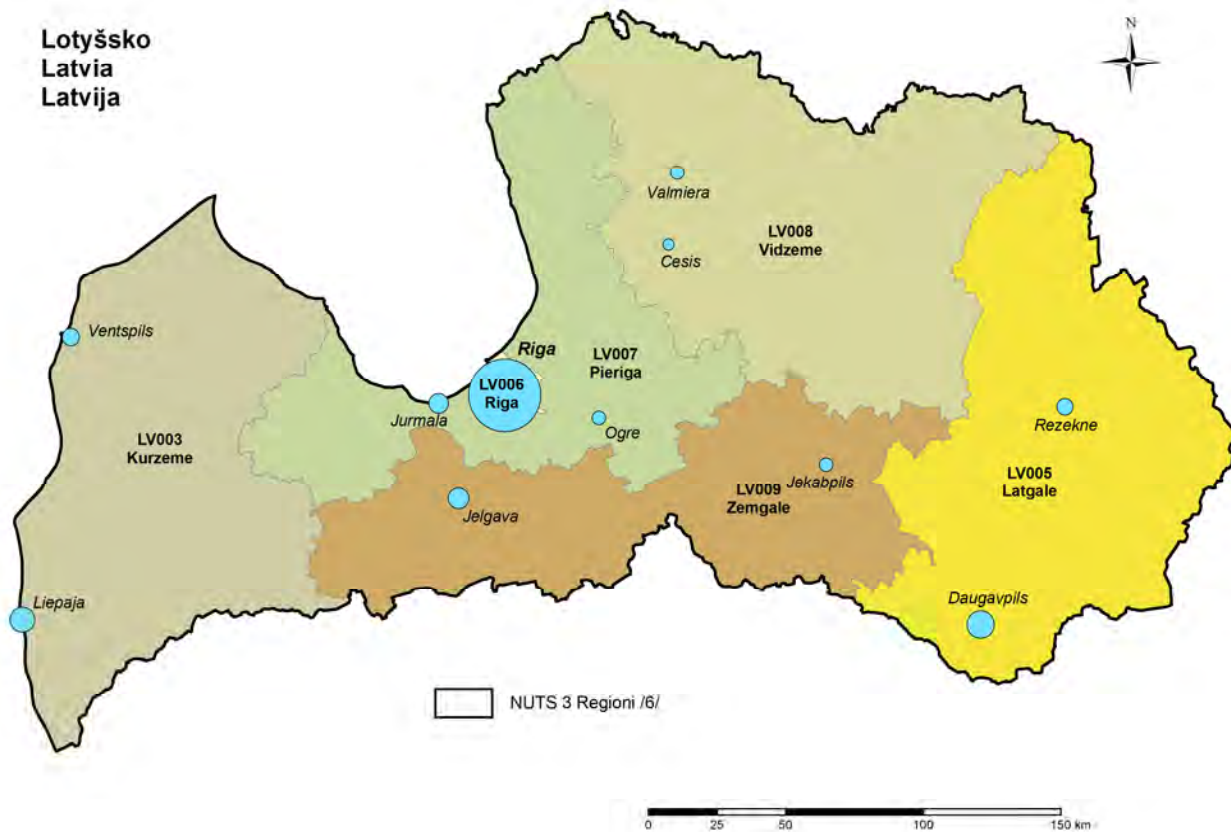 Lotyšsko
Latvia
Latvija
N
Valmiera
LV008
Vidzeme
Cesis
Ventspils
Riga
LV007
Pieriga
LV006
Riga
Jurmala
Ogre
Rezekne
LV003
Kurzeme
LV005
Latgale
Jekabpils
LV009
Zemgale
Jelgava
Liepaja
Daugavpils
NUTS 3 Regioni /6/
0 25 50 100 150 km